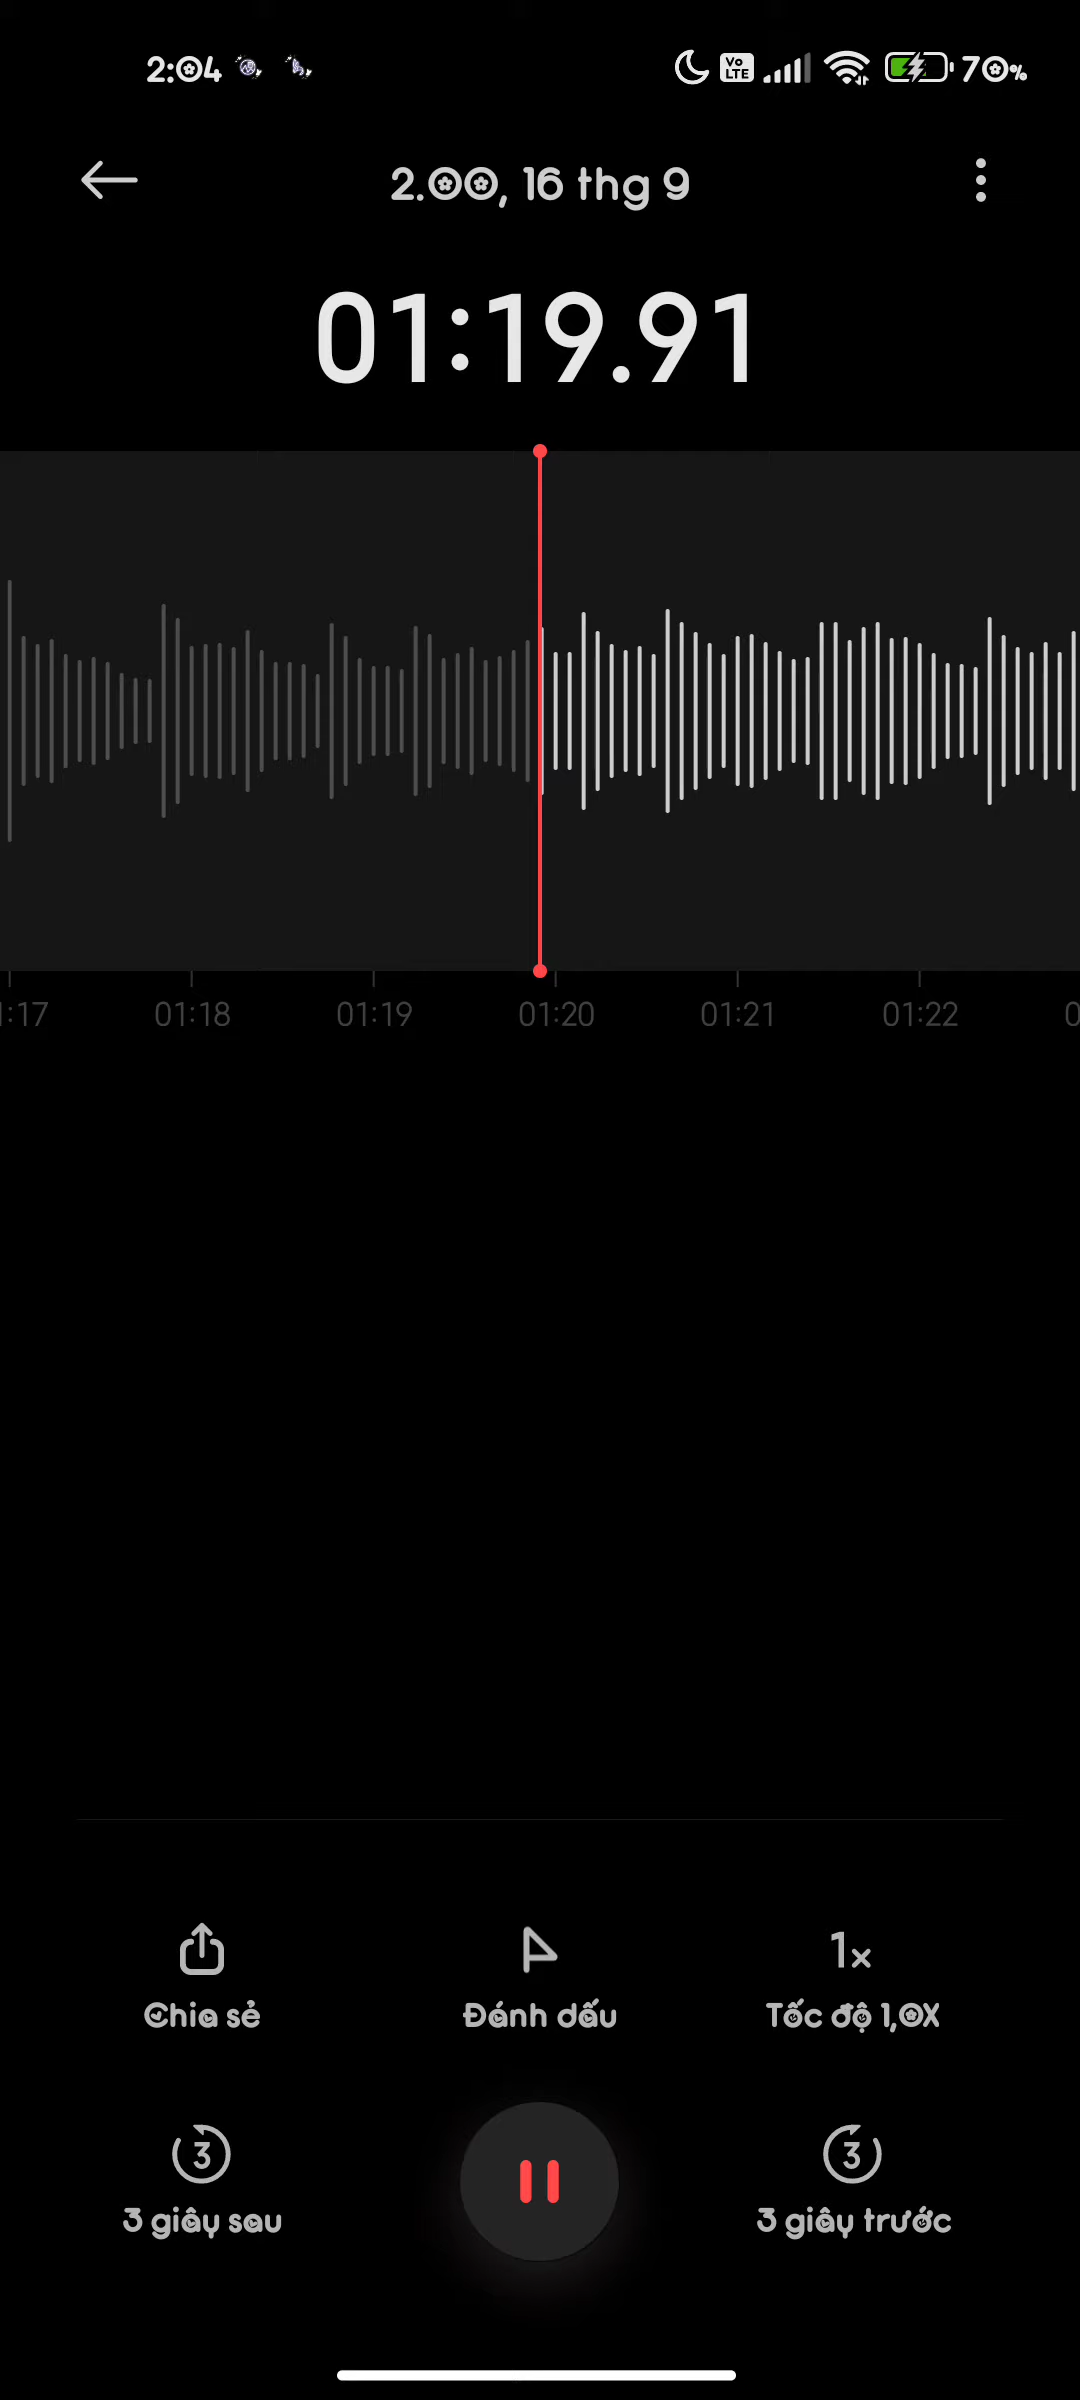 2:04
Vo
LTE
70%
2.00, 16 thg 9
01:19.91
01:18
01:19
01:20
01:21
01:22
1x
Chia sẻ
Đánh dấu
Tốc độ 1,0X
3
3
3 giây sau
3 giây trước